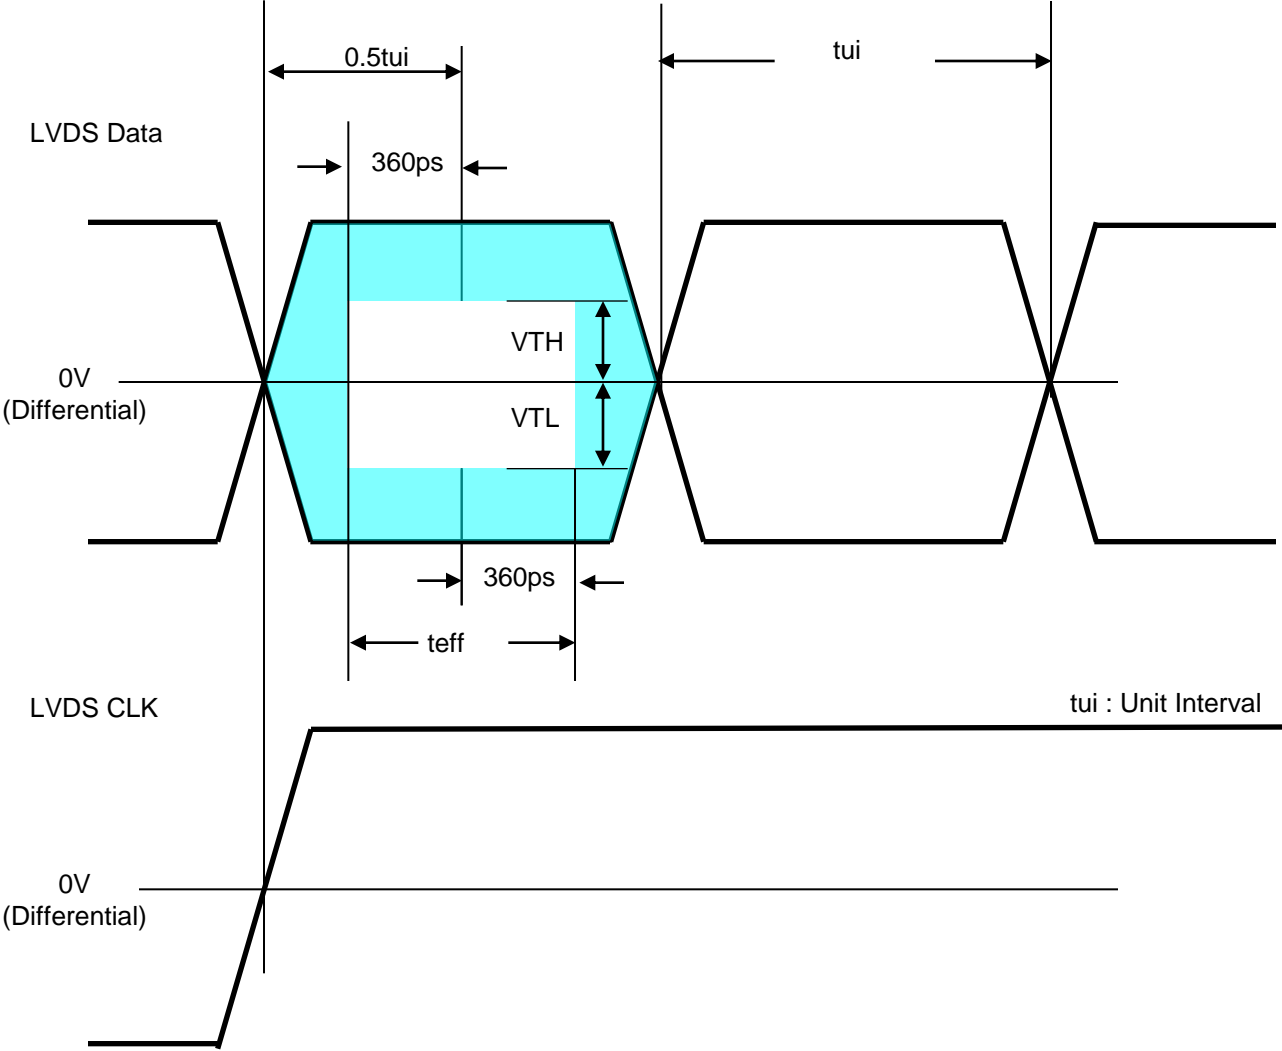 0.5tui
tui
LVDS Data
360ps
VTH
0V
(Differential)
VTL
360ps
teff
LVDS CLK
tui : Unit Interval
0V
(Differential)